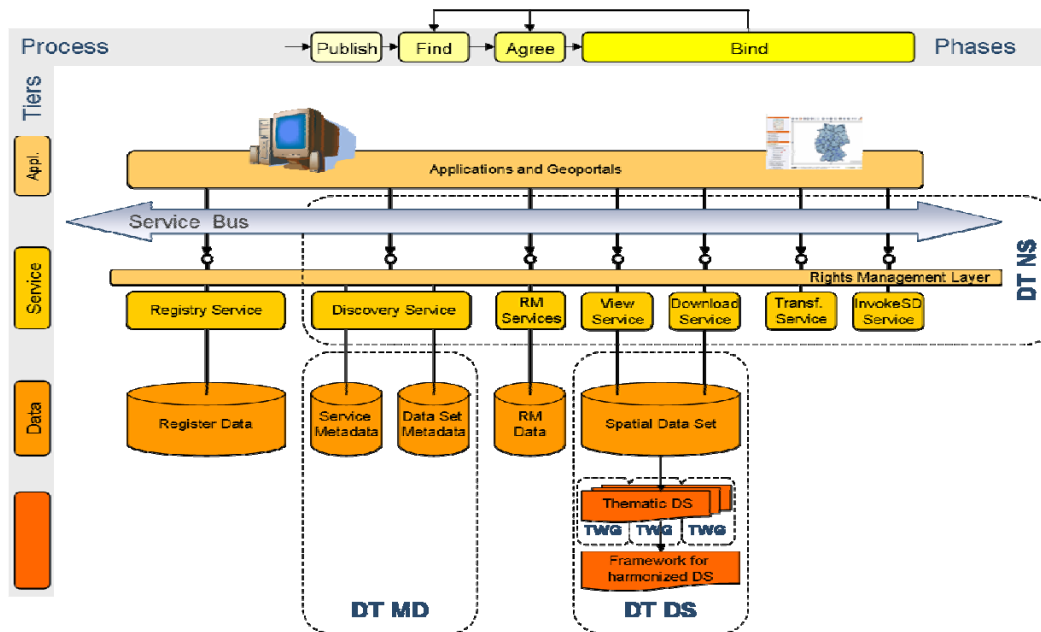 Process
Publish
Find
Agree
Bind
Phases
Tiers
Appl.
Applications and Geoportals
Service Bus
DT NS
Service
Rights Management Layer
Registry Service
Discovery Service
RM
Services
View
Service
Download
Service
Transf.
Service
InvokeSD
Service
Data
Register Data
Service
Metadata
Data Set
Metadata
RM
Data
Spatial Data Set
Thematic DS
TWG
TWG
TWG
Framework for
harmonized DS
DT MD
DT DS